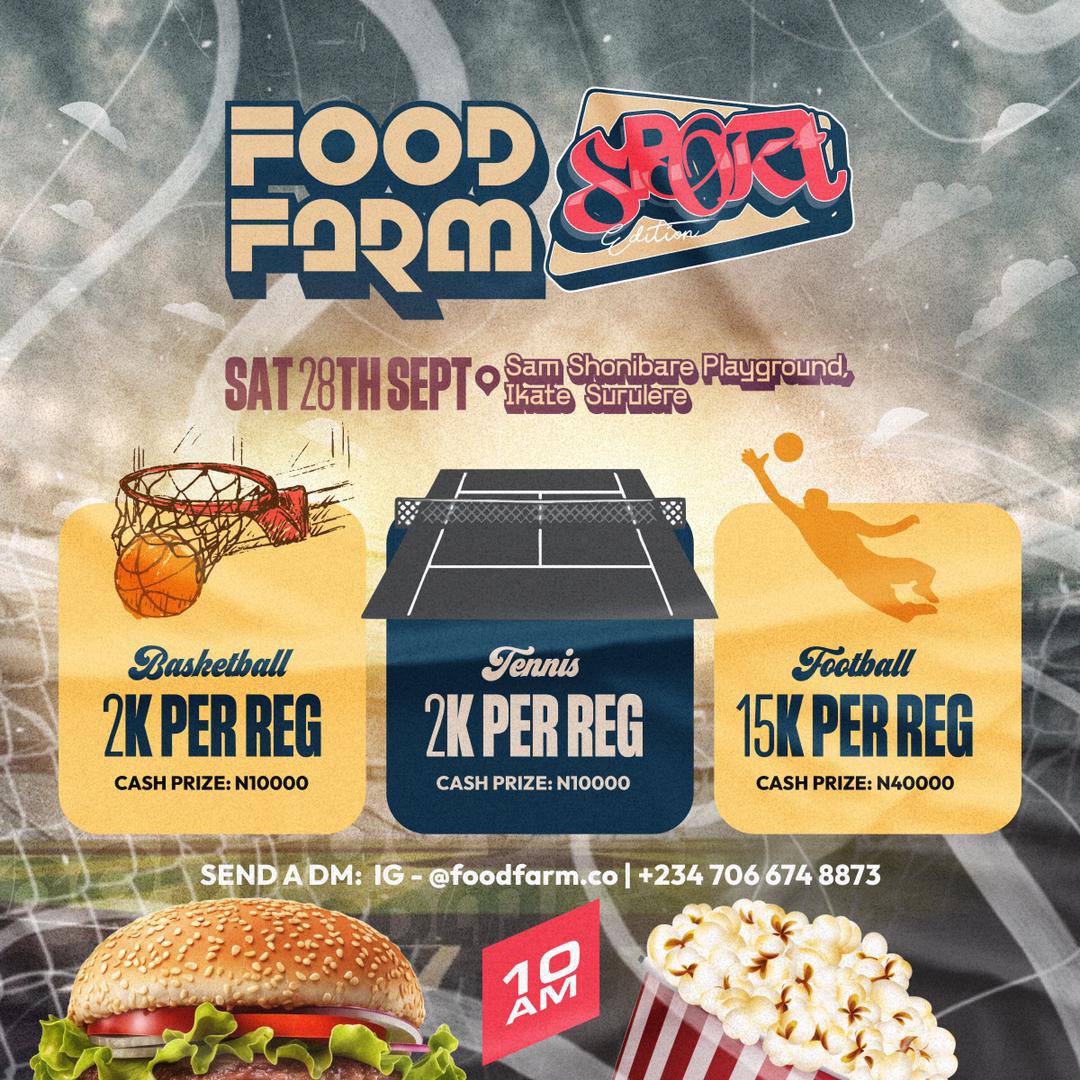 FOOD
FARM
SPORT
Edition
SAT 28TH SEPT
Sam Shonibare Playground,
Ikate Surulere
Basketball
2K PER REG
CASH PRIZE: N10000
Tennis
2K PER REG
CASH PRIZE: N10000
Football
15K PER REG
CASH PRIZE: N40000
SEND A DM: IG - @foodfarm.co | +234 706 674 8873
10
AM